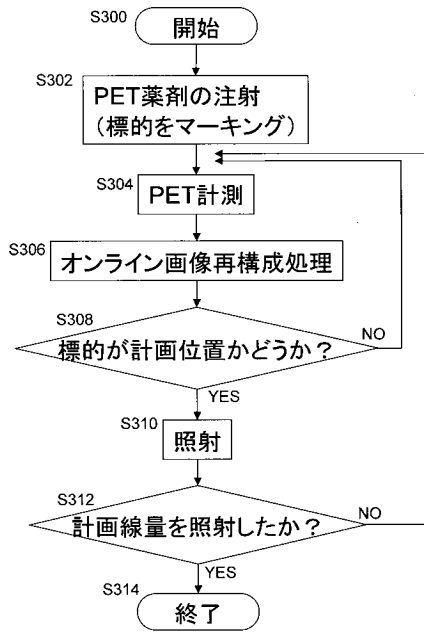 S300
開始
S302
PET薬剤の注射
（標的をマーキング）
S304
PET計測
S306
オンライン画像再構成処理
S308
標的が計画位置かどうか？
NO
YES
S310
照射
S312
計画線量を照射したか？
NO
YES
S314
終了